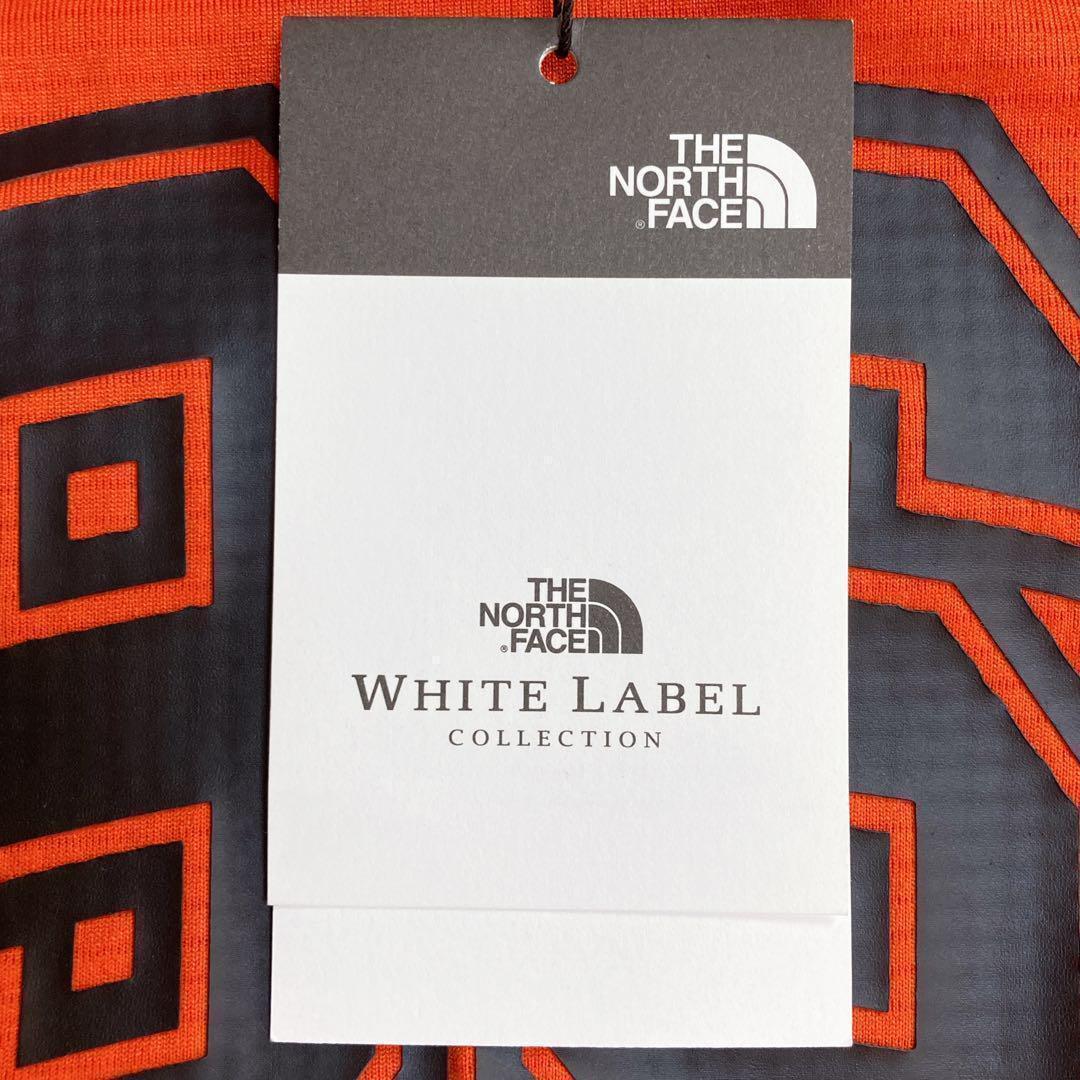 THE
NORTH
® FACE
THE
NORTH
® FACE
WHITE LABEL
COLLECTION